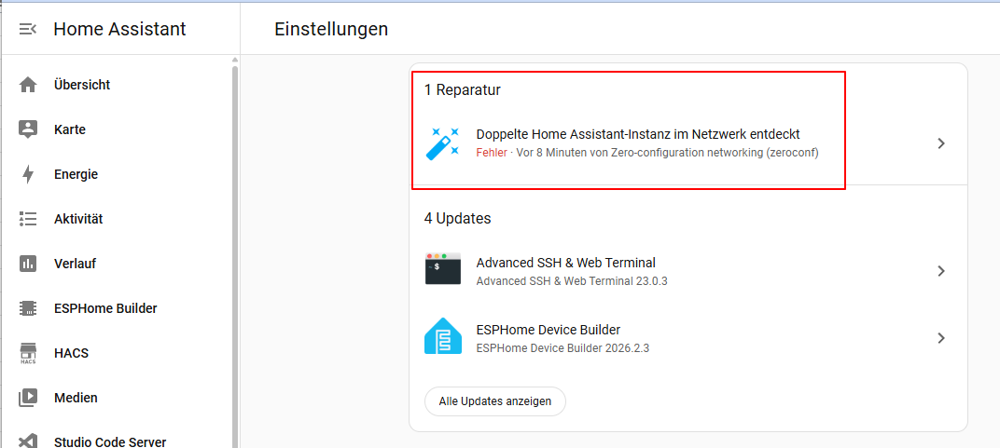 Home Assistant
Einstellungen
Übersicht
Karte
Energie
Aktivität
Verlauf
ESPHome Builder
HACS
HACS
Medien
Studio Code Server
1 Reparatur
Doppelte Home Assistant-Instanz im Netzwerk entdeckt
Fehler · Vor 8 Minuten von Zero-configuration networking (zeroconf)
4 Updates
$
Advanced SSH & Web Terminal
Advanced SSH & Web Terminal 23.0.3
ESPHome Device Builder
ESPHome Device Builder 2026.2.3
Alle Updates anzeigen